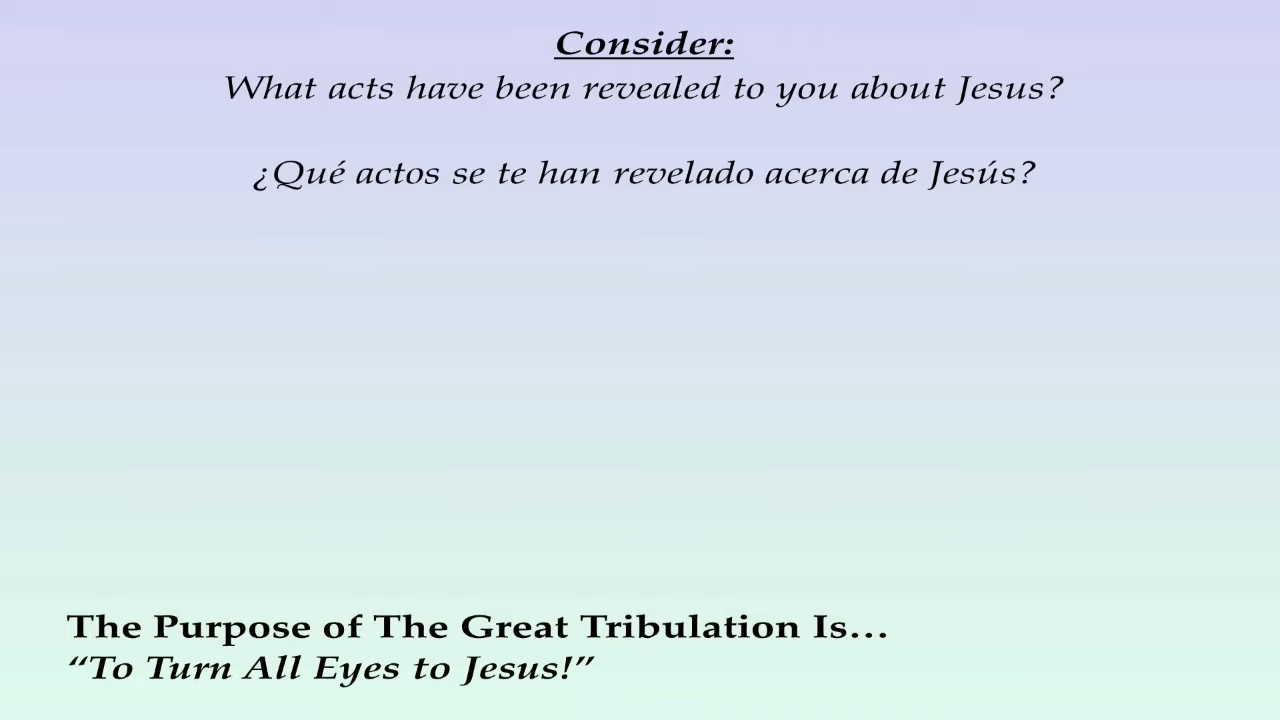 Consider:
What acts have been revealed to you about Jesus?
¿Qué actos se te han revelado acerca de Jesús?
The Purpose of The Great Tribulation Is...
“To Turn All Eyes to Jesus!”